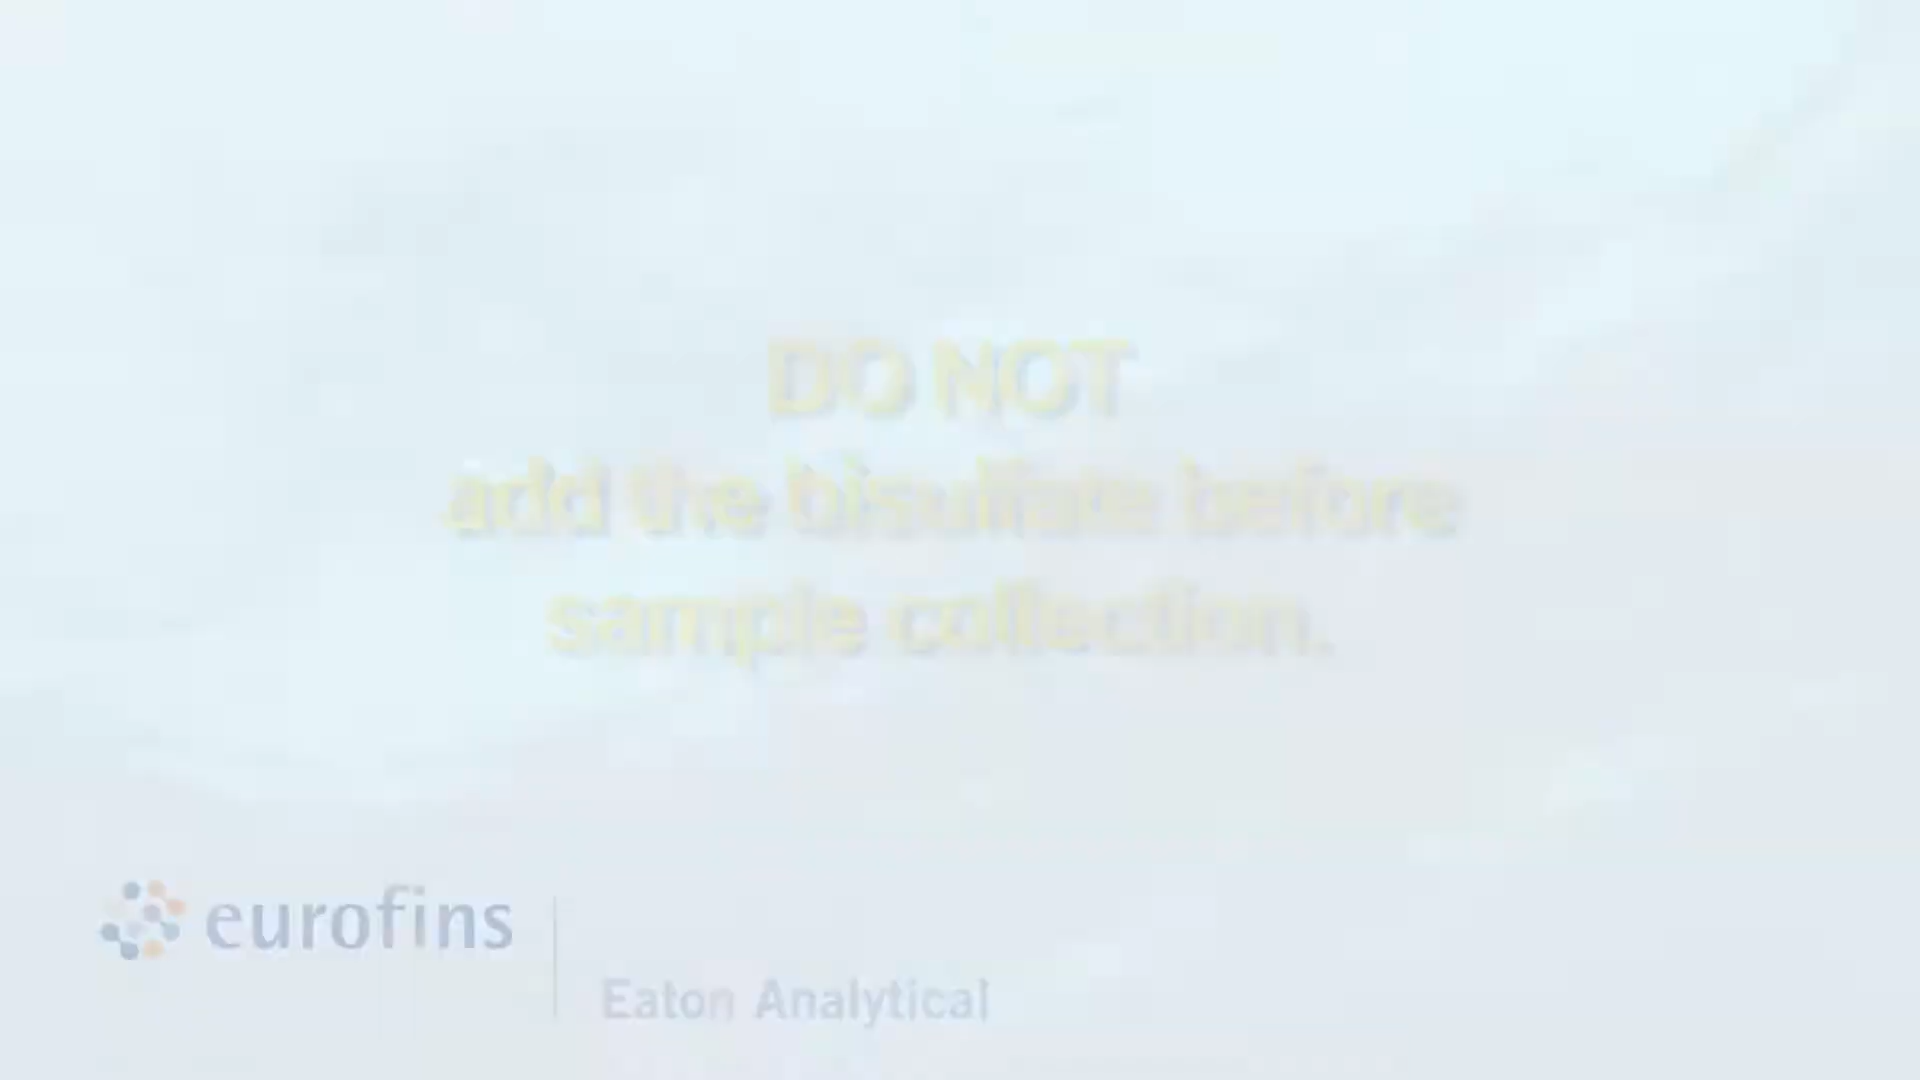 DO NOT
add the bisulfate before
sample collection.
eurofins
Eaton Analytical